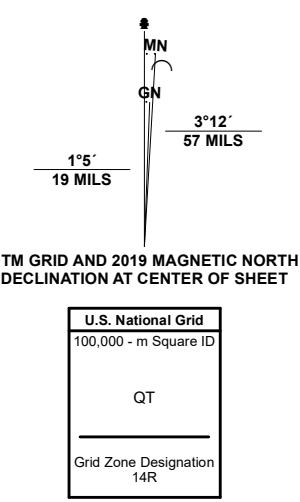 MN
GN
3°12´
57 MILS
1°5´
19 MILS
TM GRID AND 2019 MAGNETIC NORTH
DECLINATION AT CENTER OF SHEET
U.S. National Grid
100,000 - m Square ID
QT
Grid Zone Designation
14R